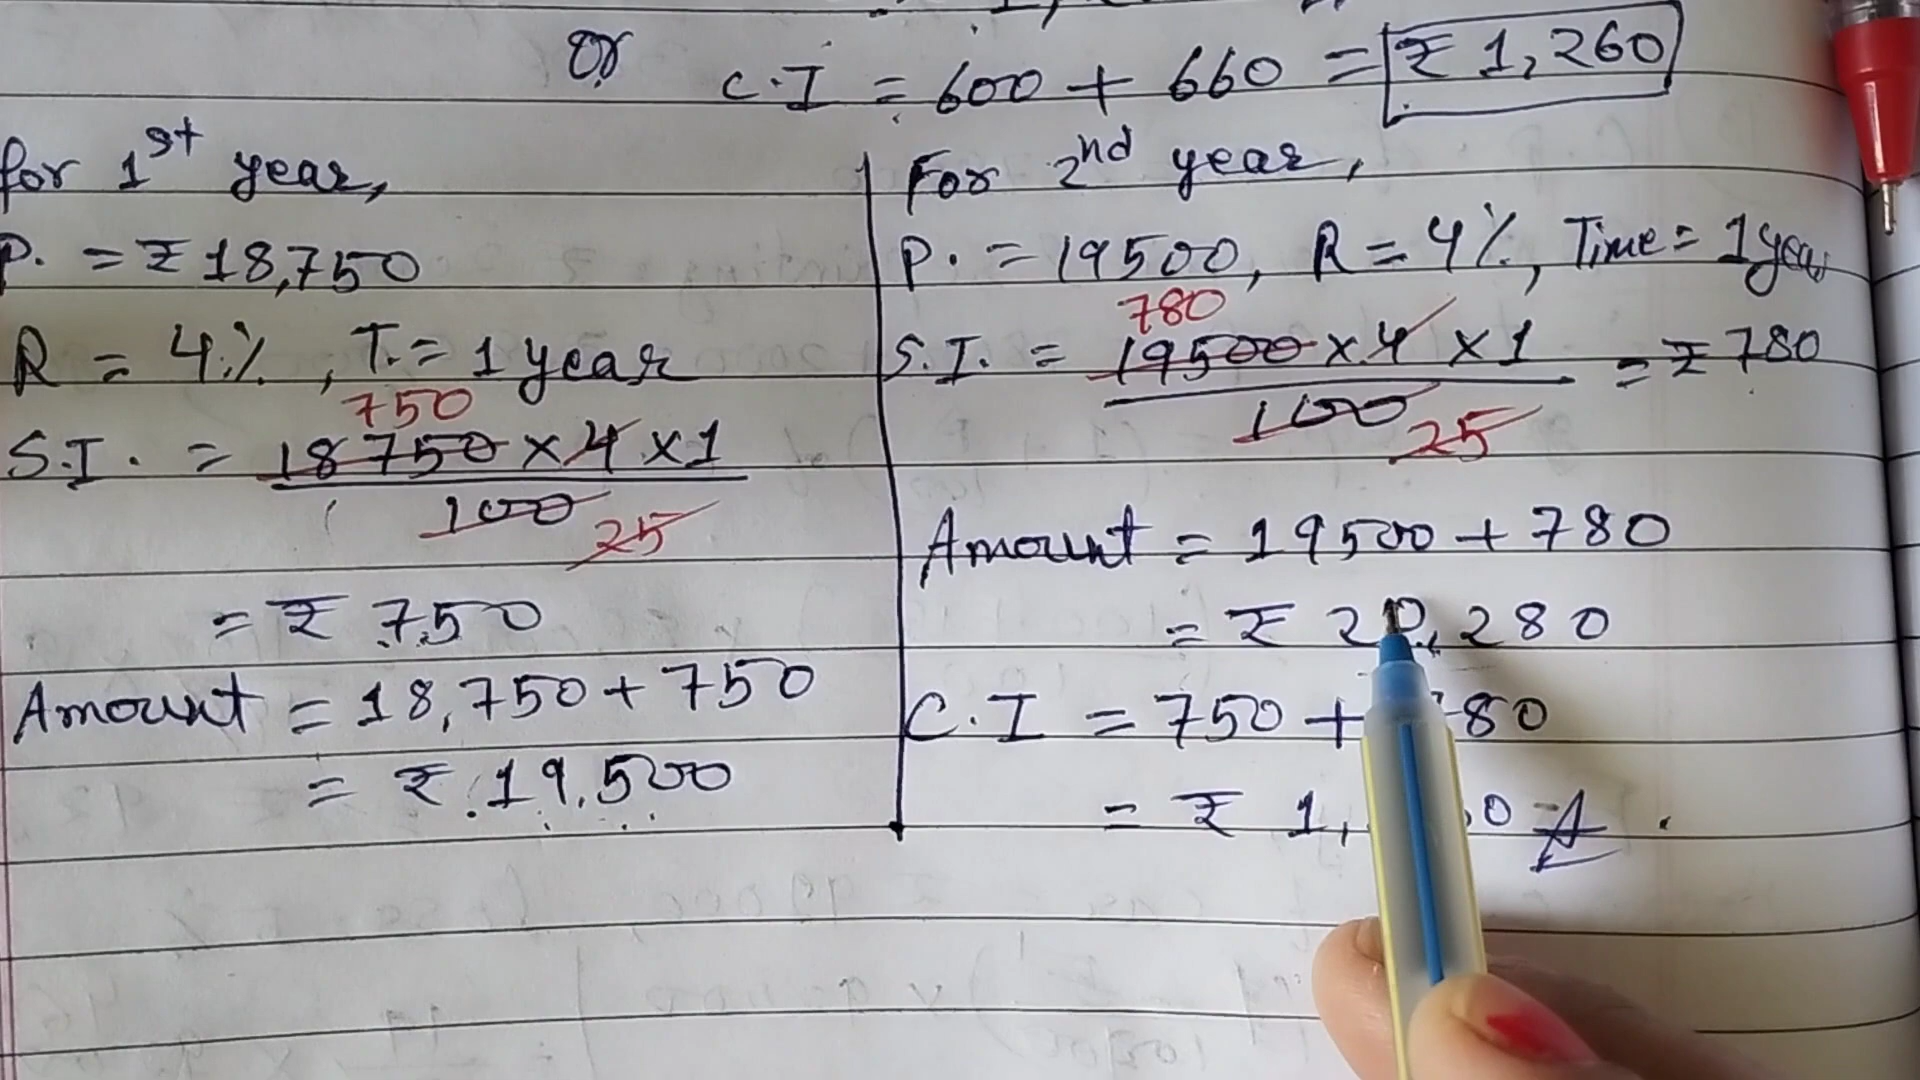 or C.I = 600 + 660 = ₹ 1,260
for 1st year,
P. = ₹ 18,750
R = 4%, T. = 1 year
750
S.I. = 18750 x 4 x 1
100 25
= ₹ 750
Amount = 18,750 + 750
= ₹ 19,500
For 2nd year,
P. = 19500, R = 4%, Time = 1 year
780
S.I. = 19500 x 4 x 1 = ₹ 780
100 25
Amount = 19500 + 780
= ₹ 20,280
C.I = 750 + 780
= ₹ 1, 0